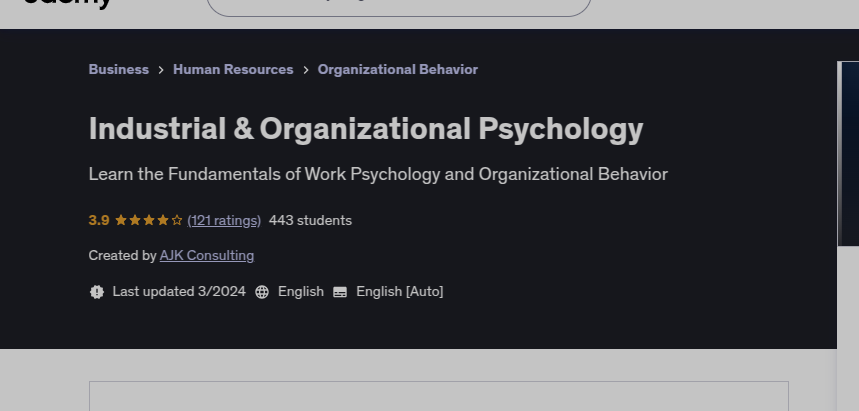 Business > Human Resources > Organizational Behavior
Industrial & Organizational Psychology
Learn the Fundamentals of Work Psychology and Organizational Behavior
3.9 (121 ratings) 443 students
Created by AJK Consulting
Last updated 3/2024 English English [Auto]